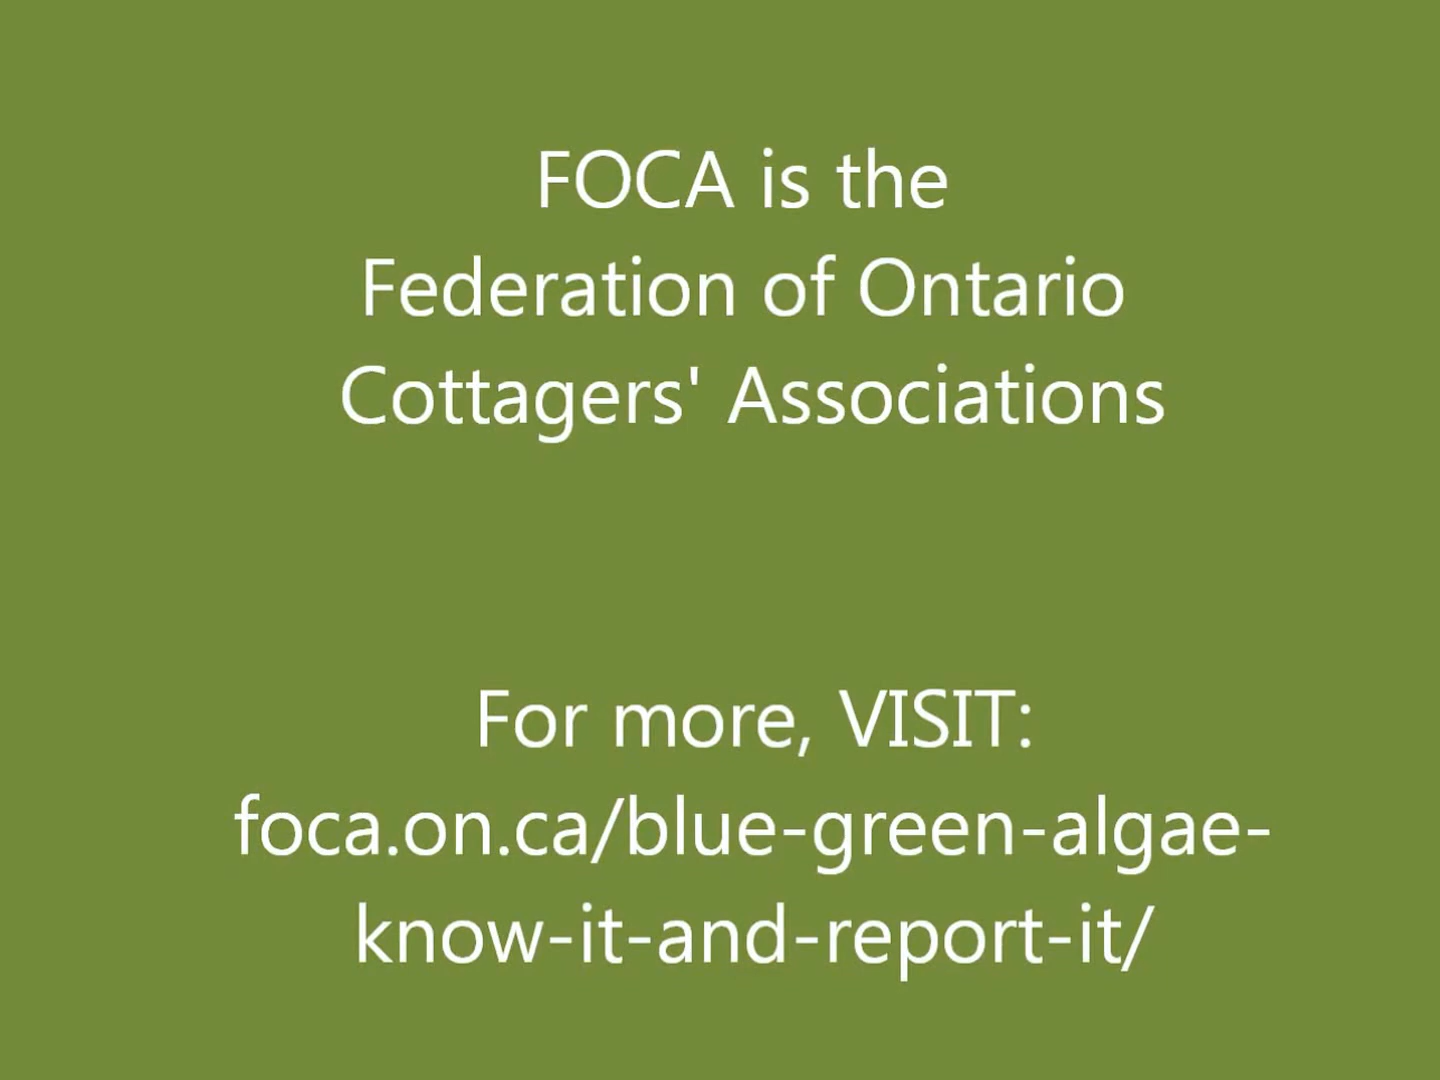 FOCA is the
Federation of Ontario
Cottagers' Associations
For more, VISIT:
foca.on.ca/blue-green-algae-
know-it-and-report-it/